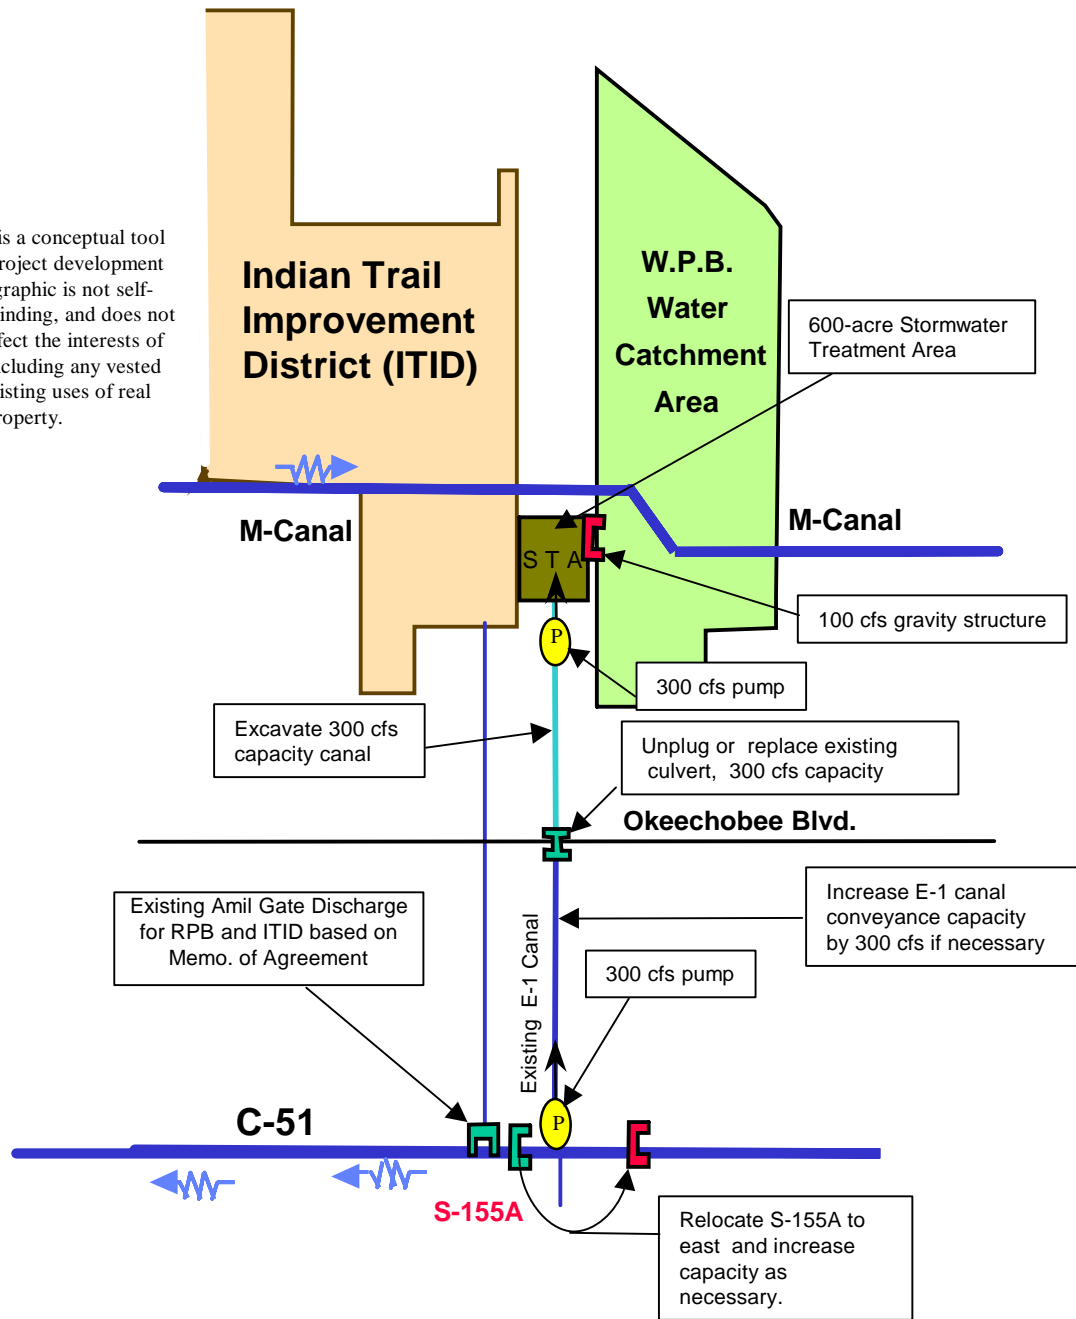 is a conceptual tool
roject development
graphic is not self-
inding, and does not
fect the interests of
cluding any vested
isting uses of real
roperty.
Indian Trail
Improvement
District (ITID)
W.P.B.
Water
Catchment
Area
600-acre Stormwater
Treatment Area
M-Canal
M-Canal
S T A
100 cfs gravity structure
P
300 cfs pump
Excavate 300 cfs
capacity canal
Unplug or replace existing
culvert, 300 cfs capacity
Okeechobee Blvd.
Existing Amil Gate Discharge
for RPB and ITID based on
Memo. of Agreement
Increase E-1 canal
conveyance capacity
by 300 cfs if necessary
Existing E-1 Canal
300 cfs pump
C-51
P
S-155A
Relocate S-155A to
east and increase
capacity as
necessary.